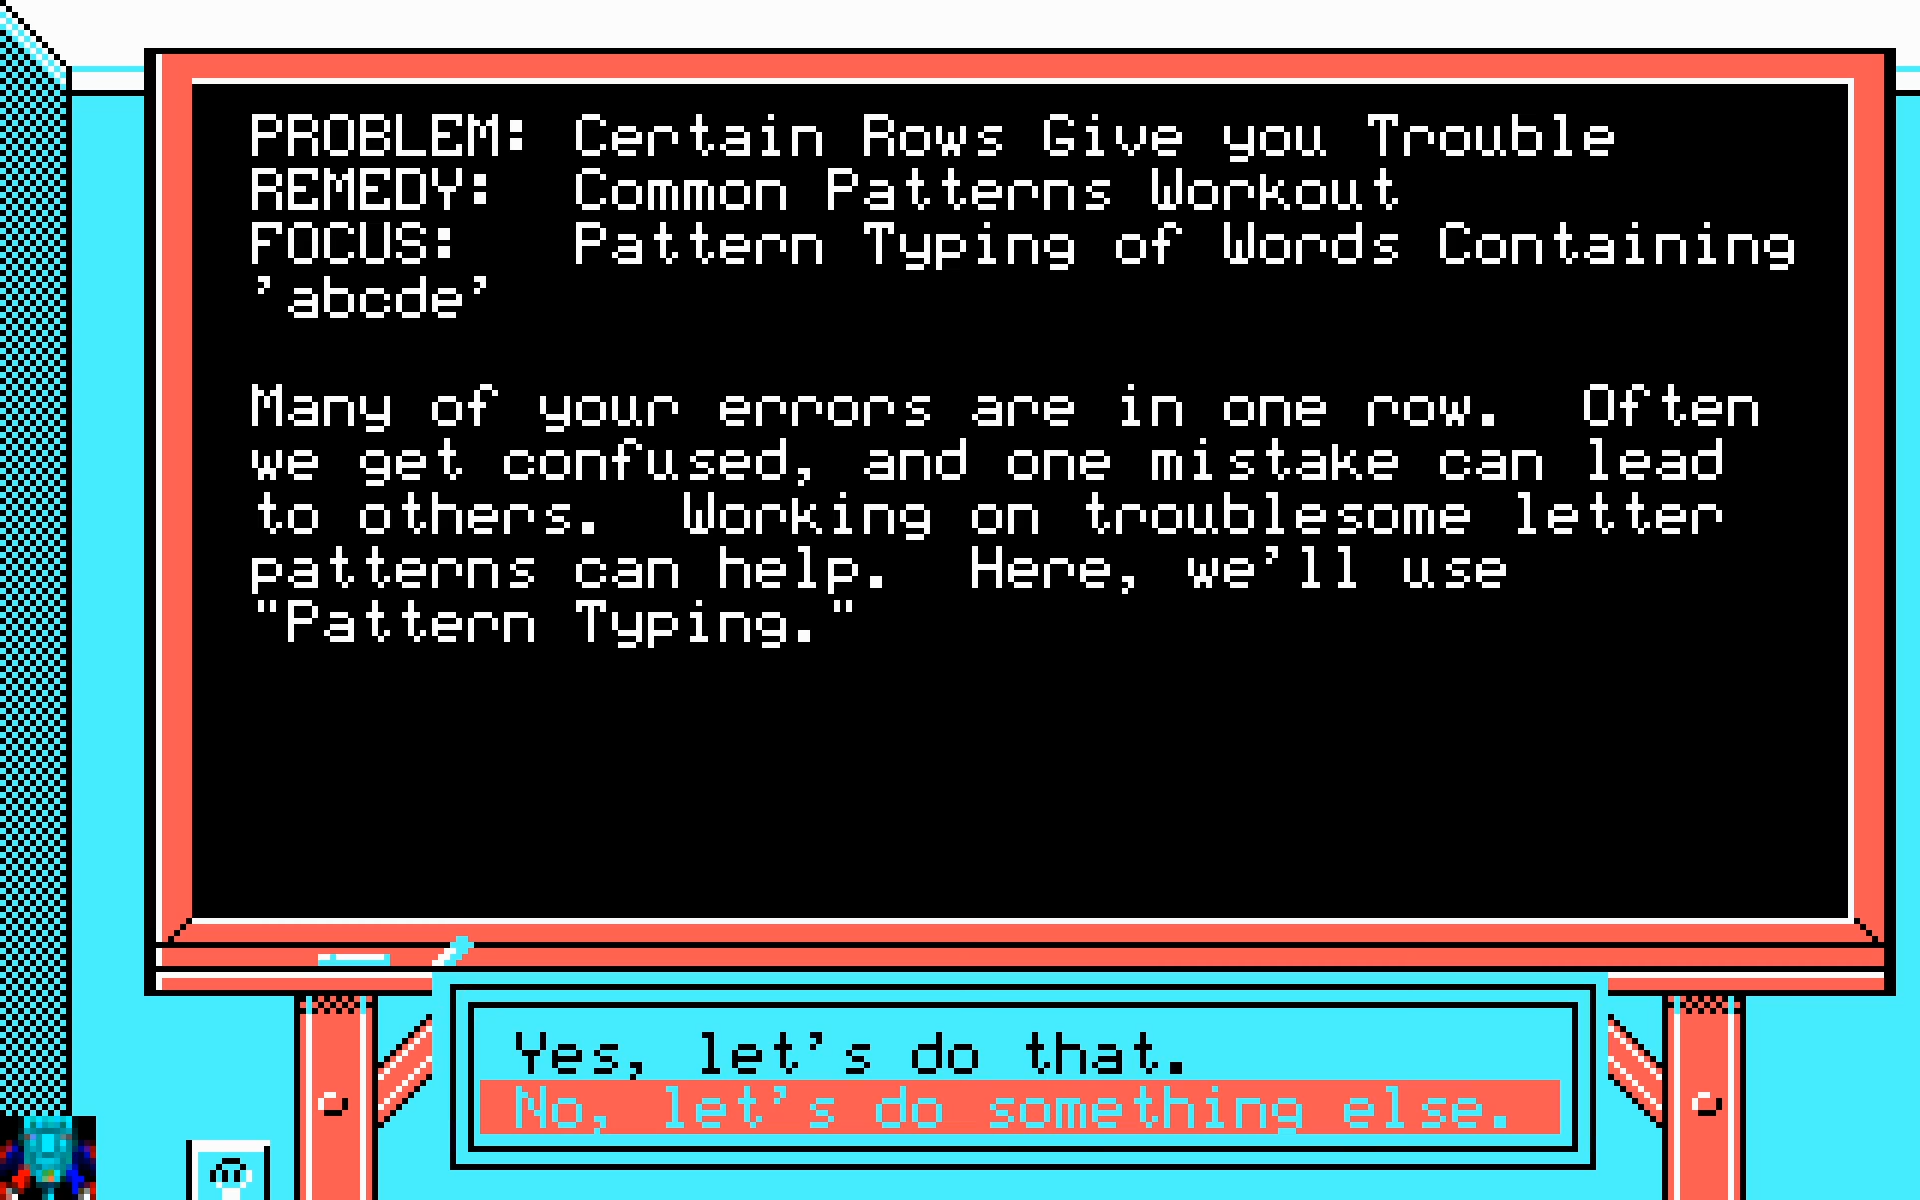 PROBLEM: Certain Rows Give you Trouble
REMEDY: Common Patterns Workout
FOCUS: Pattern Typing of Words Containing
'abcde'
Many of your errors are in one row. Often
we get confused, and one mistake can lead
to others. Working on troublesome letter
patterns can help. Here, we'll use
"Pattern Typing."
Yes, let's do that.
No, let's do something else.